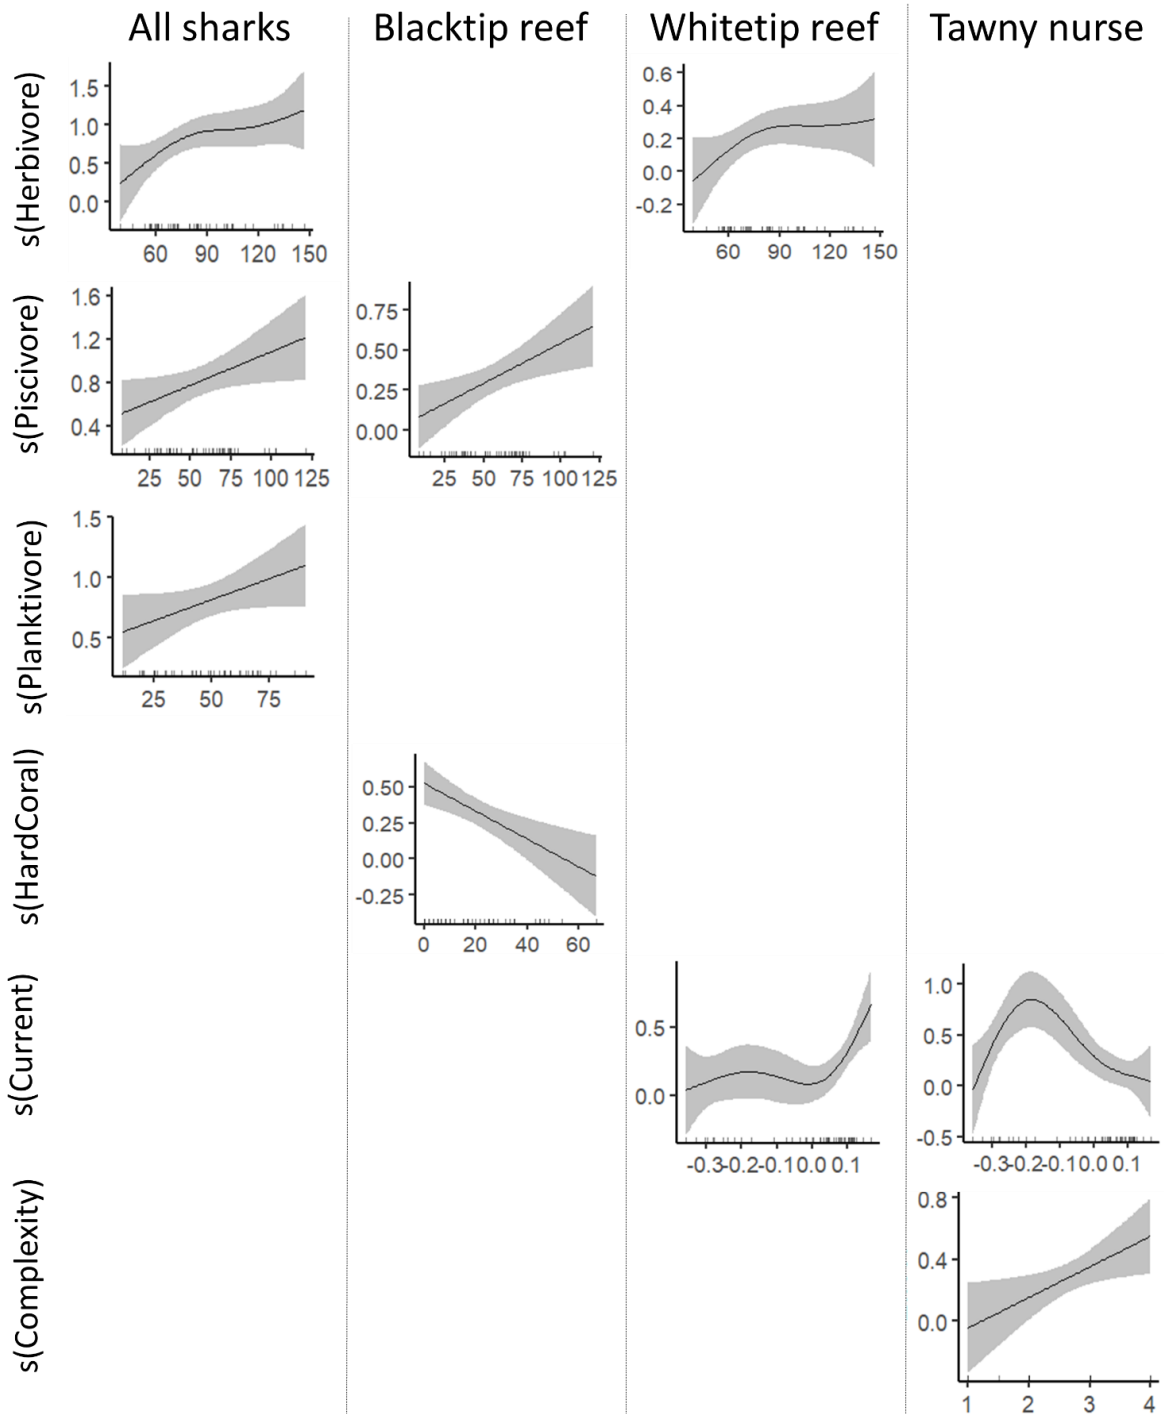 All sharks Blacktip reef Whitetip reef Tawny nurse
s(Herbivore)
1.5
1.0
0.5
0.0
60 90 120 150
0.6
0.4
0.2
0.0
-0.2
60 90 120 150
s(Piscivore)
1.6
1.2
0.8
0.4
25 50 75 100 125
0.75
0.50
0.25
0.00
25 50 75 100 125
s(Planktivore)
1.5
1.0
0.5
25 50 75
s(HardCoral)
0.50
0.25
0.00
-0.25
0 20 40 60
s(Current)
0.5
0.0
-0.3-0.2-0.10.0 0.1
1.0
0.5
0.0
-0.5
-0.3-0.2-0.10.0 0.1
s(Complexity)
0.8
0.4
0.0
1 2 3 4